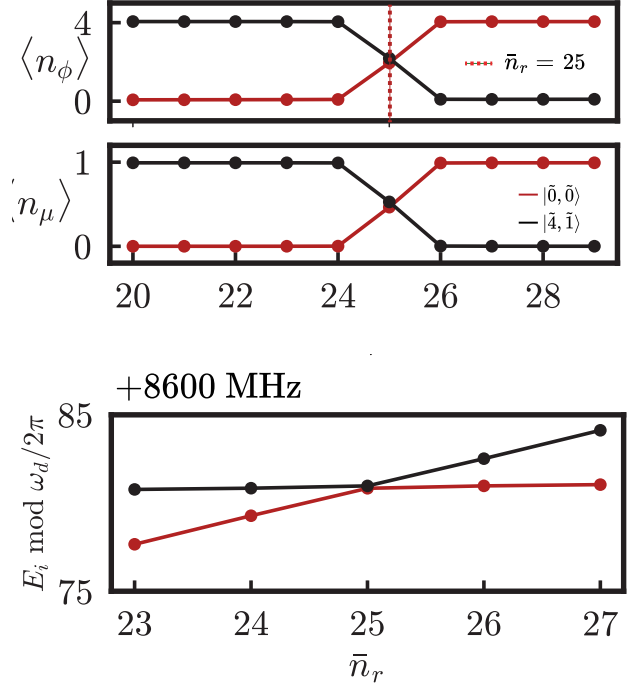 4
⟨n_ϕ⟩
n̄_r = 25
0
1
⟨n_μ⟩
|0̃, 0̃⟩
|4̃, 1̃⟩
0
20 22 24 26 28
+8600 MHz
85
E_i mod ω_d/2π
75
23 24 25 26 27
n̄_r